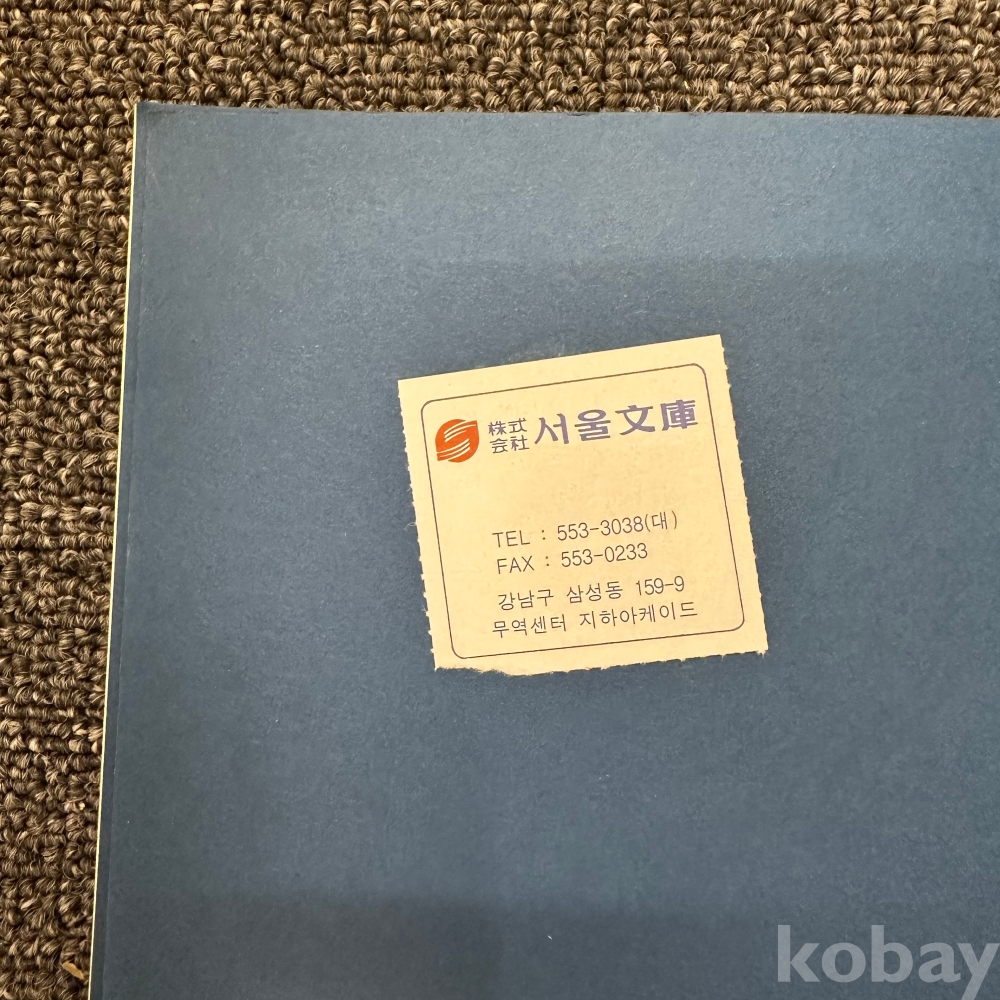 株式会社 서울文庫
TEL : 553-3038(대)
FAX : 553-0233
강남구 삼성동 159-9
무역센터 지하아케이드
kobay